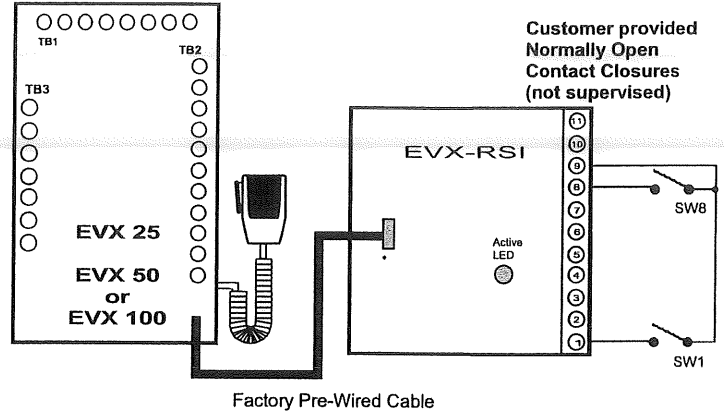 Customer provided
Normally Open
Contact Closures
(not supervised)
TB1
TB2
TB3
EVX 25
EVX 50
or
EVX 100
EVX-RSI
Active
LED
11
10
9
8
7
6
5
4
3
2
1
SW8
SW1
Factory Pre-Wired Cable